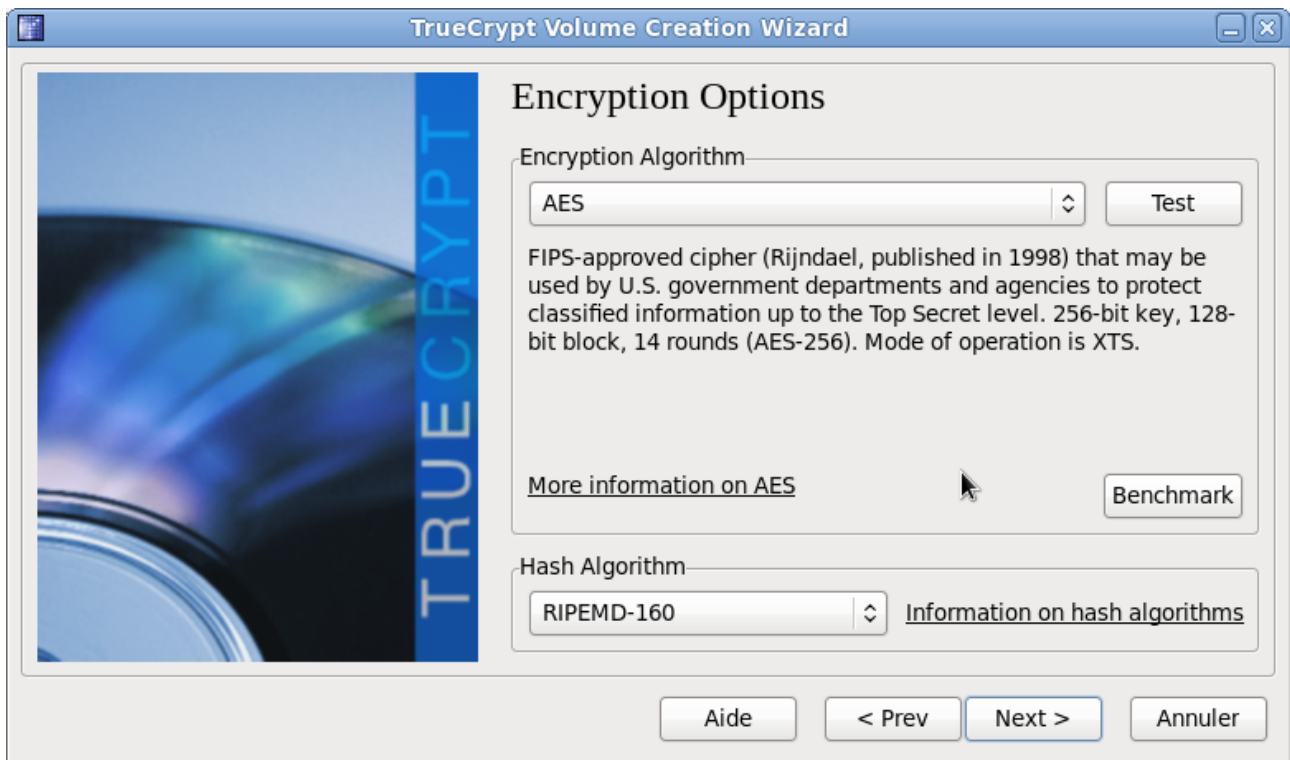 TrueCrypt Volume Creation Wizard
TRUECRYPT
Encryption Options
Encryption Algorithm
AES
Test
FIPS-approved cipher (Rijndael, published in 1998) that may be
used by U.S. government departments and agencies to protect
classified information up to the Top Secret level. 256-bit key, 128-
bit block, 14 rounds (AES-256). Mode of operation is XTS.
More information on AES
Benchmark
Hash Algorithm
RIPEMD-160
Information on hash algorithms
Aide
< Prev
Next >
Annuler